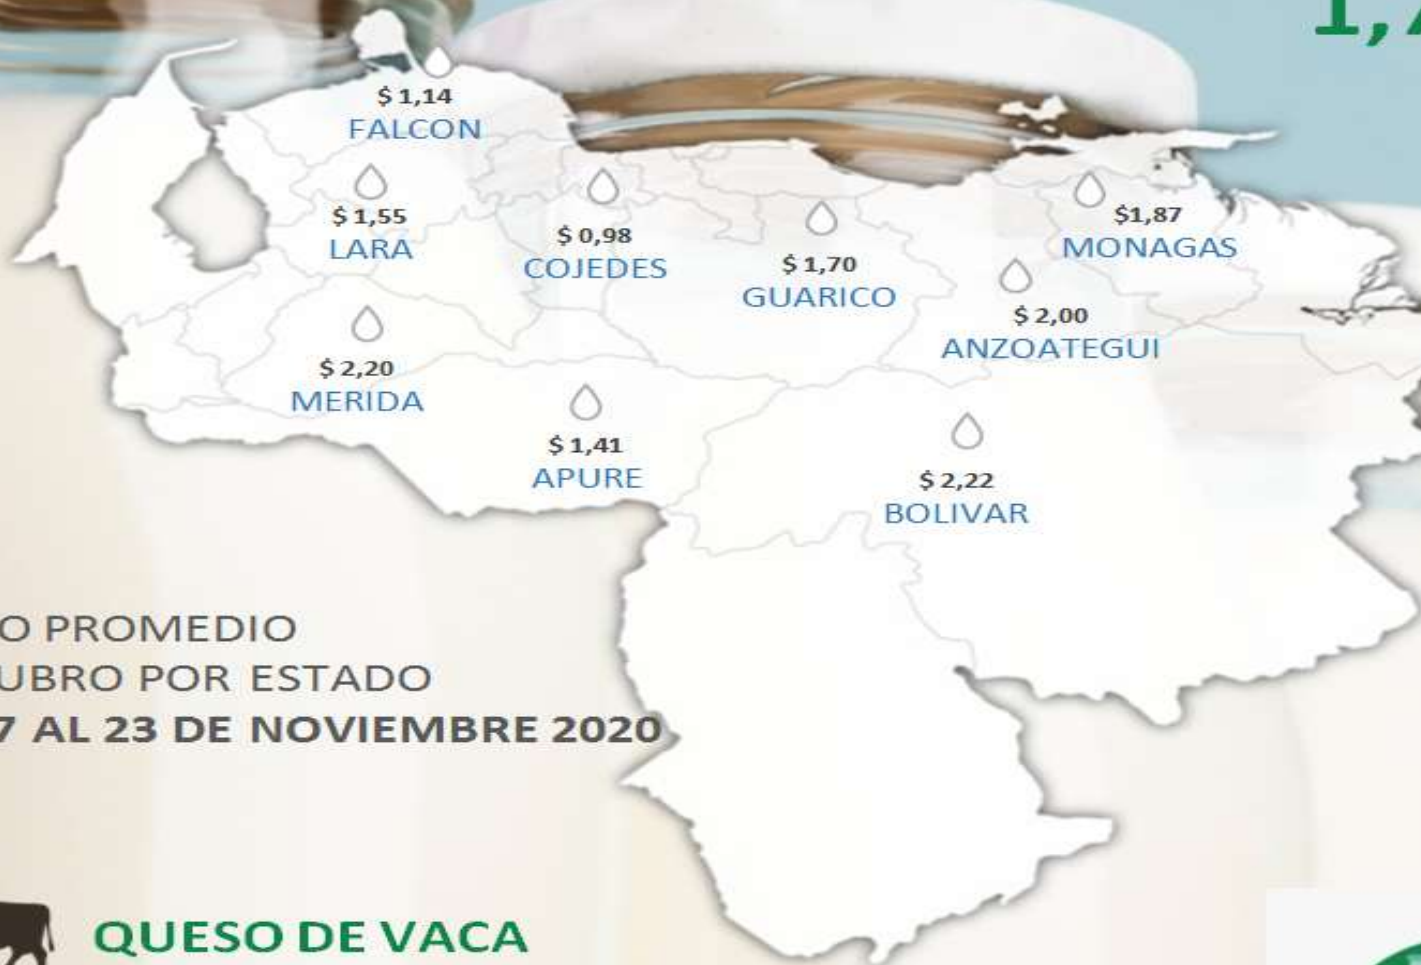 1,
$ 1,14
FALCON
$ 1,55
LARA
$ 0,98
COJEDES
$ 1,70
GUARICO
$1,87
MONAGAS
$ 2,00
ANZOATEGUI
$ 2,20
MERIDA
$ 1,41
APURE
$ 2,22
BOLIVAR
O PROMEDIO
UBRO POR ESTADO
7 AL 23 DE NOVIEMBRE 2020
QUESO DE VACA